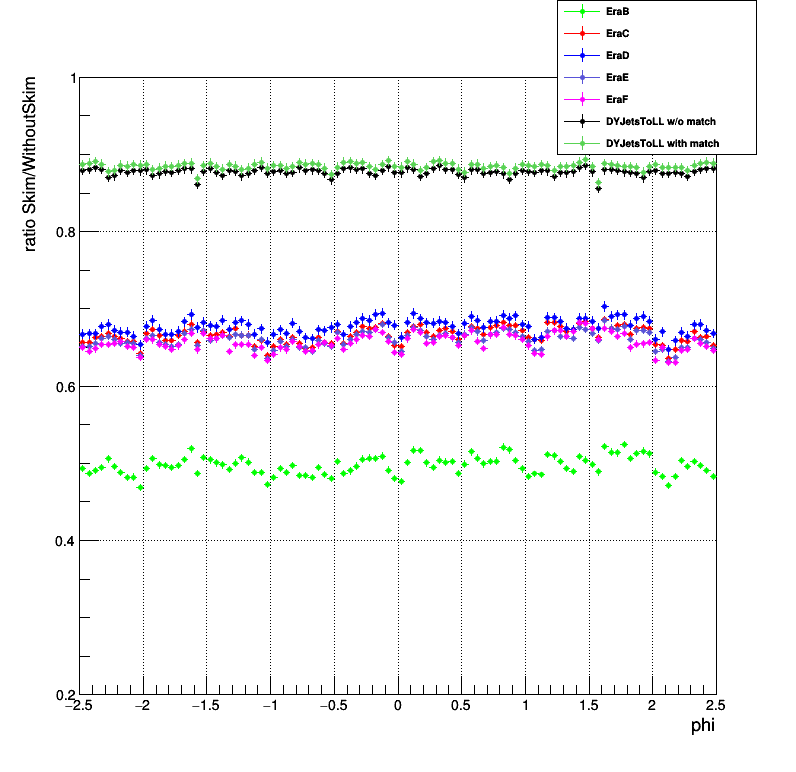 EraB
EraC
EraD
EraE
EraF
DYJetsToLL w/o match
DYJetsToLL with match
ratio Skim/WithoutSkim
1
0.8
0.6
0.4
0.2
−2.5 −2 −1.5 −1 −0.5 0 0.5 1 1.5 2 2.5
phi